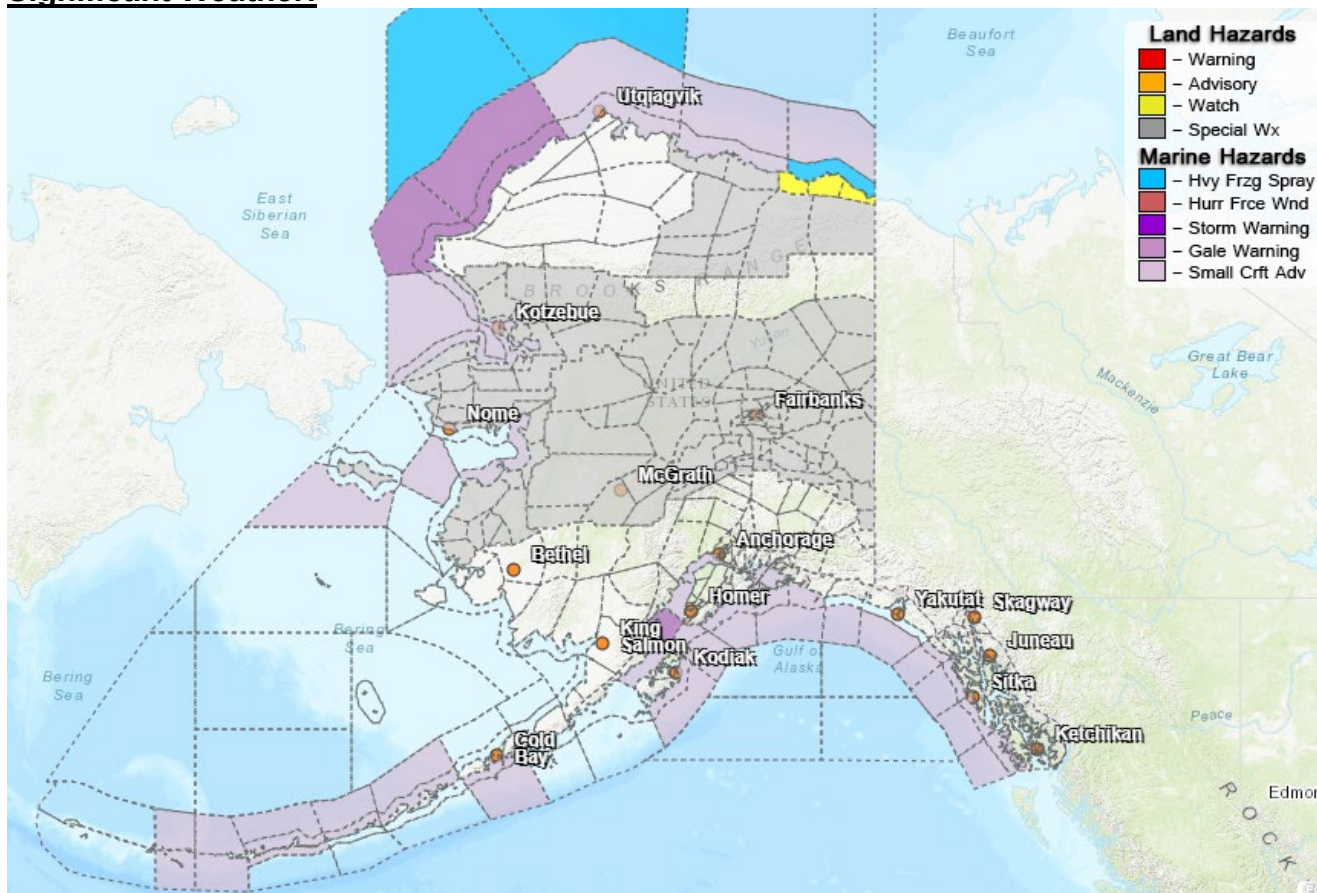 Significant Weather:
Beaufort
Sea
Land Hazards
– Warning
– Advisory
– Watch
– Special Wx
Marine Hazards
– Hvy Frzg Spray
– Hurr Frce Wnd
– Storm Warning
– Gale Warning
– Small Crft Adv
Utqiagvik
East
Siberian
Sea
BROOKS RANGE
Kotzebue
Yukon
Great Bear
Lake
Mackenzie
UNITED
STATES
Fairbanks
Nome
McGrath
Anchorage
Bethel
Homer
Yakutat
Skagway
King
Salmon
Bering
Sea
Juneau
Kodiak
Gulf of
Alaska
Bering
Sea
Sitka
Peace
Ketchikan
Cold
Bay
Edmon
ROCK